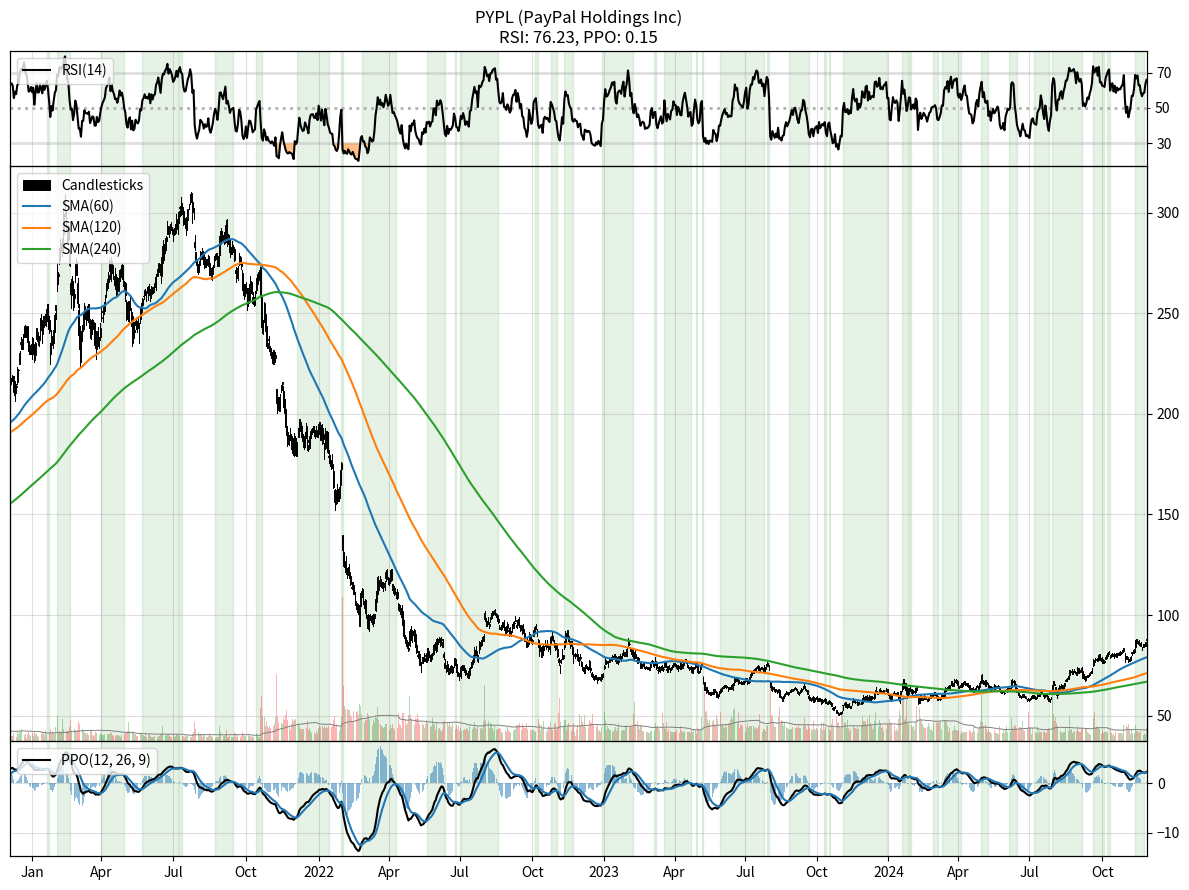 PYPL (PayPal Holdings Inc)
RSI: 76.23, PPO: 0.15
RSI(14)
70
50
30
Candlesticks
SMA(60)
SMA(120)
SMA(240)
300
250
200
150
100
50
PPO(12, 26, 9)
0
−10
Jan Apr Jul Oct 2022 Apr Jul Oct 2023 Apr Jul Oct 2024 Apr Jul Oct